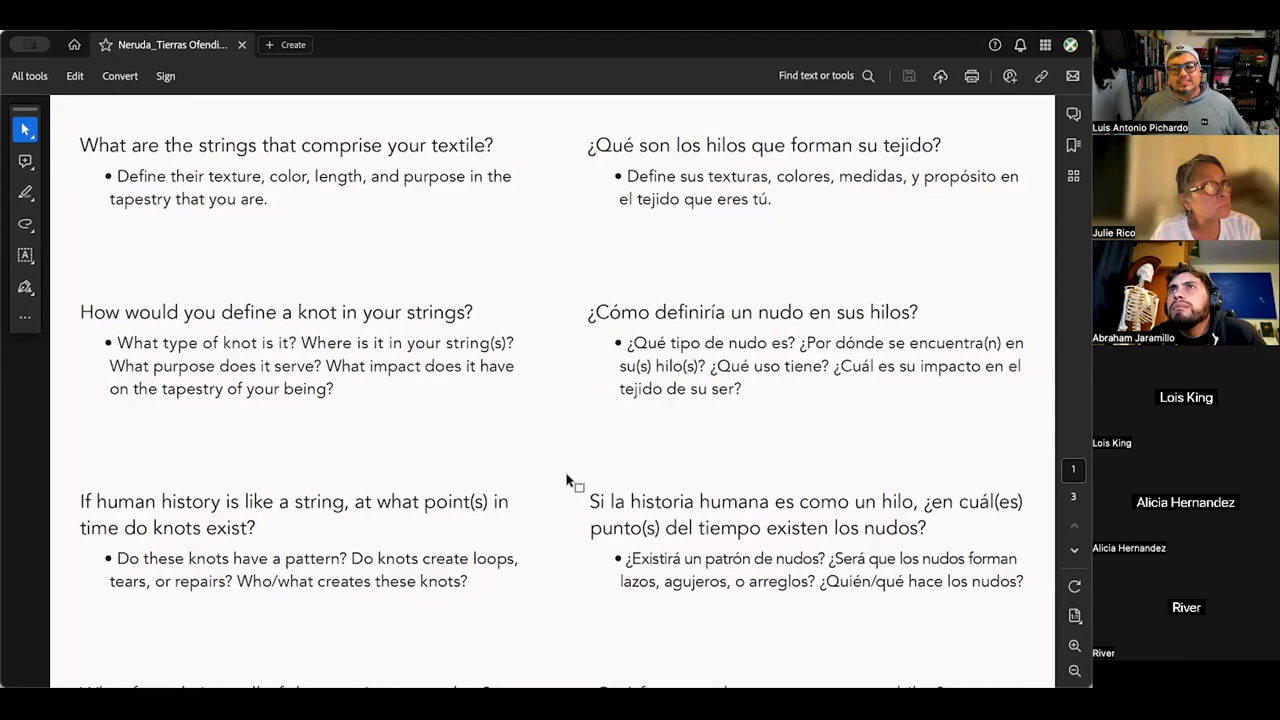 Neruda_Tierras Ofendi...
Create
All tools
Edit
Convert
Sign
Find text or tools
What are the strings that comprise your textile?
• Define their texture, color, length, and purpose in the
tapestry that you are.
How would you define a knot in your strings?
• What type of knot is it? Where is it in your string(s)?
What purpose does it serve? What impact does it have
on the tapestry of your being?
If human history is like a string, at what point(s) in
time do knots exist?
• Do these knots have a pattern? Do knots create loops,
tears, or repairs? Who/what creates these knots?
¿Qué son los hilos que forman su tejido?
• Define sus texturas, colores, medidas, y propósito en
el tejido que eres tú.
¿Cómo definiría un nudo en sus hilos?
• ¿Qué tipo de nudo es? ¿Por dónde se encuentra(n) en
su(s) hilo(s)? ¿Qué uso tiene? ¿Cuál es su impacto en el
tejido de su ser?
Si la historia humana es como un hilo, ¿en cuál(es)
punto(s) del tiempo existen los nudos?
• ¿Existirá un patrón de nudos? ¿Será que los nudos forman
lazos, agujeros, o arreglos? ¿Quién/qué hace los nudos?
1
3
Luis Antonio Pichardo
Julie Rico
Abraham Jaramillo
Lois King
Lois King
Alicia Hernandez
Alicia Hernandez
River
River